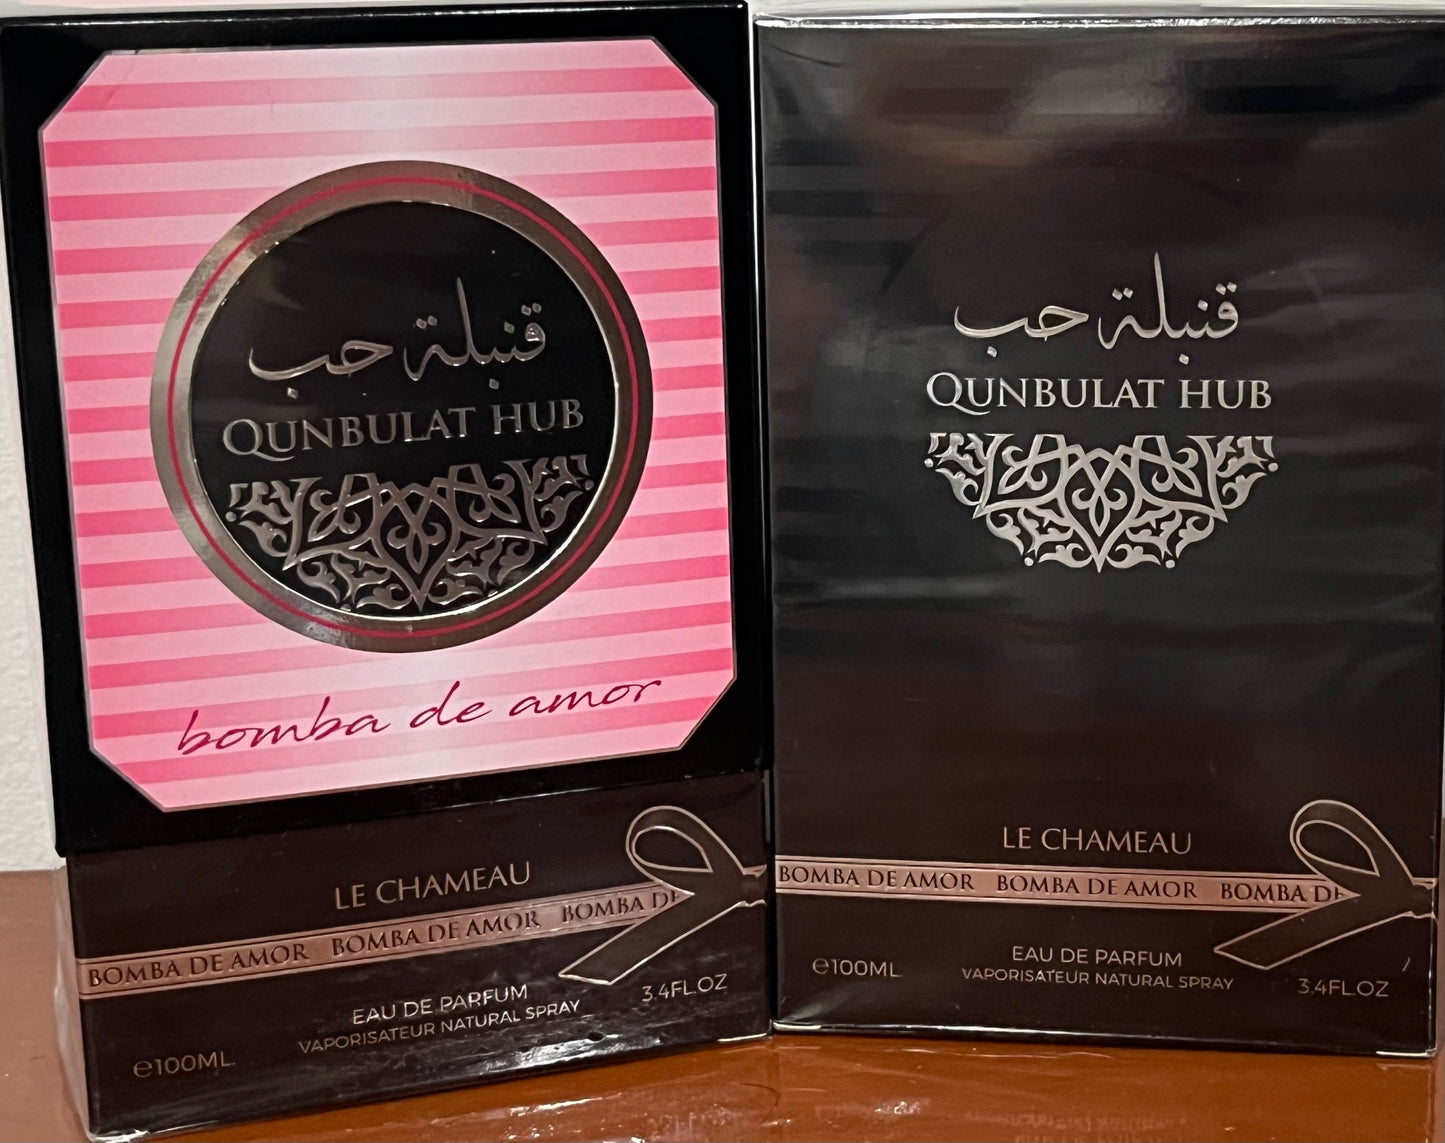 قنبلة حب
QUNBULAT HUB
bomba de amor
LE CHAMEAU
BOMBA DE AMOR BOMBA DE AMOR BOMBA DE
EAU DE PARFUM
VAPORISATEUR NATURAL SPRAY
e100ML.
3.4FL.OZ
قنبلة حب
QUNBULAT HUB
LE CHAMEAU
BOMBA DE AMOR BOMBA DE AMOR BOMBA DE
EAU DE PARFUM
VAPORISATEUR NATURAL SPRAY
e100ML.
3.4FL.OZ